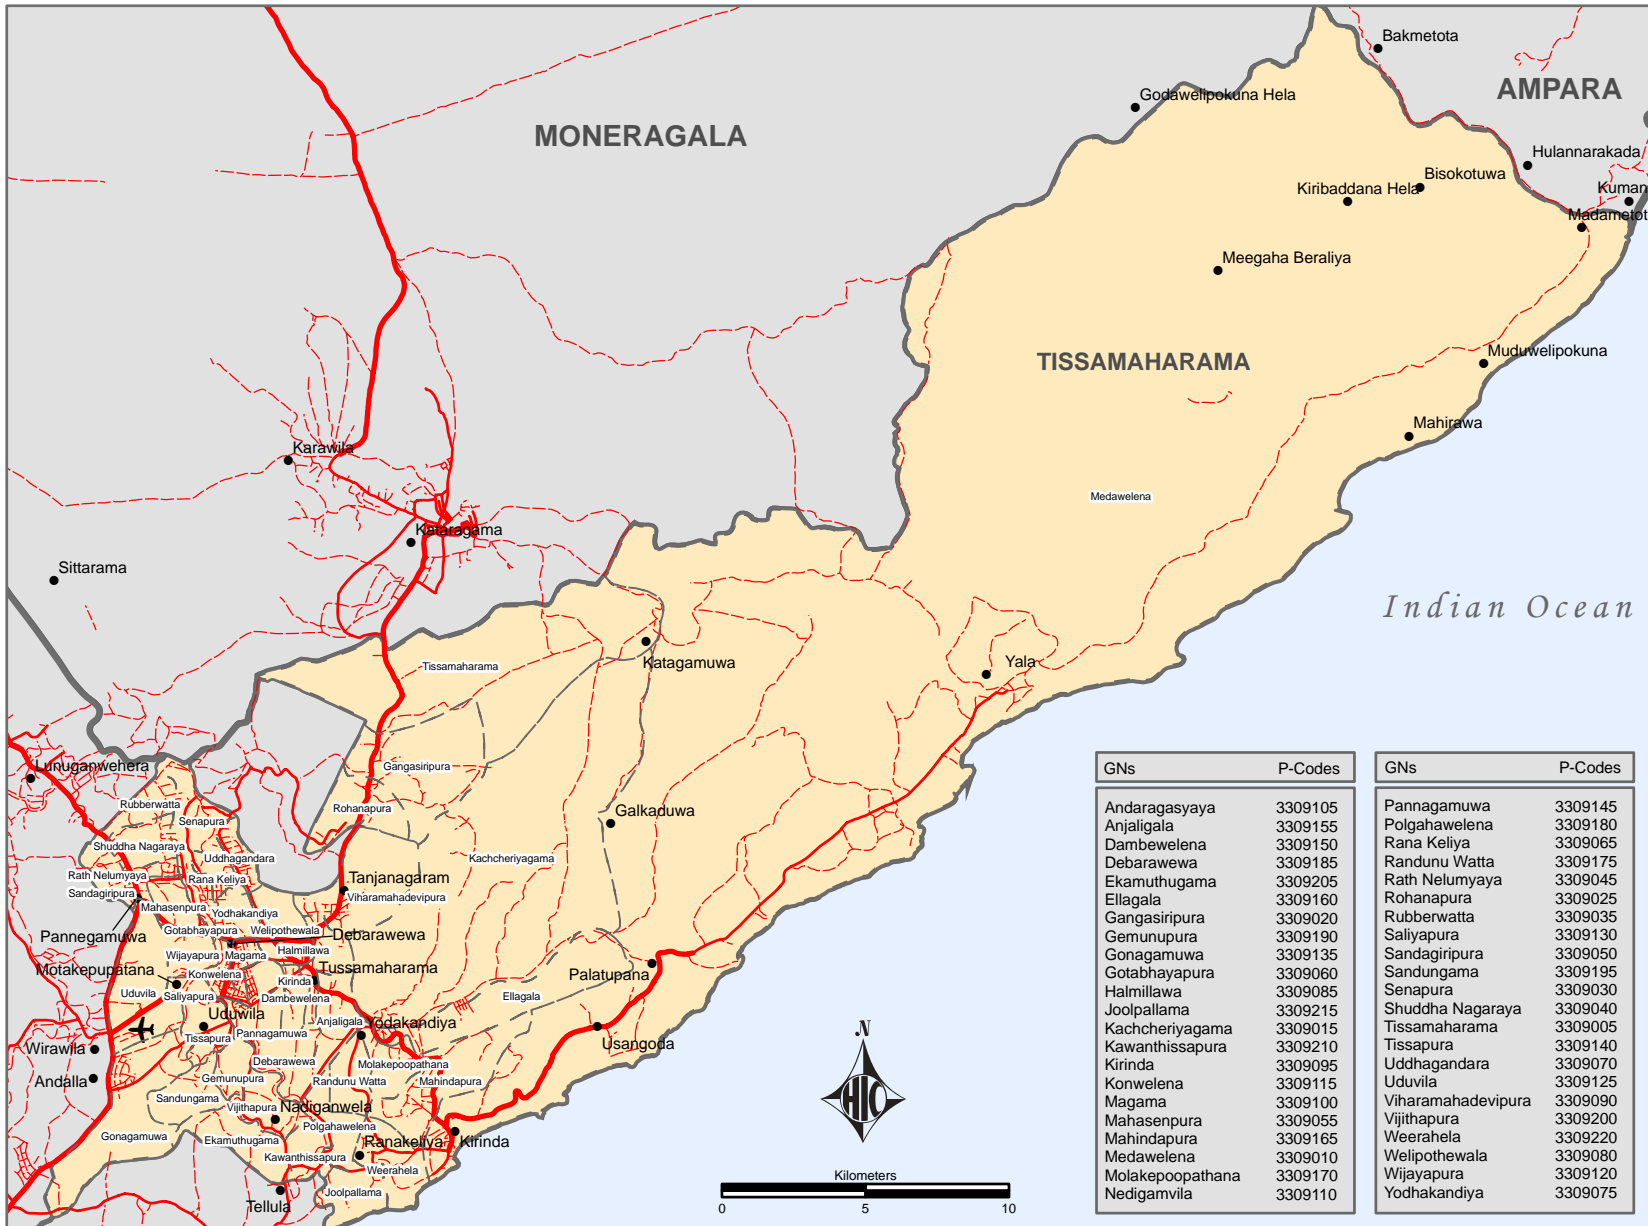 Bakmetota
AMPARA
Godawelipokuna Hela
MONERAGALA
Hulannarakada
Bisokotuwa
Kiribaddana Hela
Kuman
Madametot
Meegaha Beraliya
Muduwelipokuna
TISSAMAHARAMA
Mahirawa
Karawila
Medawelena
Kataragama
Sittarama
Indian Ocean
Katagamuwa
Yala
Tissamaharama
Gangasiripura
Lunuganwehera
Rubberwatta
Rohanapura
Senapura
Galkaduwa
Shuddha Nagaraya
Uddhagandara
Kachcheriyagama
Rath Nelumyaya
Rana Keliya
Tanjanagaram
Sandagiripura
Viharamahadevipura
Mahasenpura
Yodhakandiya
Pannegamuwa
Gotabhayapura
Welipothewala
Debarawewa
Halmillawa
Wijayapura
Magama
Motakepupatana
Konwelena
Tussamaharama
Kirinda
Palatupana
Uduvila
Saliyapura
Dambewelena
Ellagala
Uduwila
Anjaligala
Yodakandiya
Tissapura
Pannagamuwa
Usangoda
Wirawila
Debarawewa
Molakepoopathana
Andalla
Gemunupura
Randunu Watta
Mahindapura
Sandungama
Vijithapura
Nadiganwela
Polgahawelena
Gonagamuwa
Ekamuthugama
Ranakeliya
Kirinda
Kawanthissapura
Weerahela
Tellula
Joolpallama
N
HIC
Kilometers
0 5 10
GNs P-Codes
Andaragasyaya 3309105
Anjaligala 3309155
Dambewelena 3309150
Debarawewa 3309185
Ekamuthugama 3309205
Ellagala 3309160
Gangasiripura 3309020
Gemunupura 3309190
Gonagamuwa 3309135
Gotabhayapura 3309060
Halmillawa 3309085
Joolpallama 3309215
Kachcheriyagama 3309015
Kawanthissapura 3309210
Kirinda 3309095
Konwelena 3309115
Magama 3309100
Mahasenpura 3309055
Mahindapura 3309165
Medawelena 3309010
Molakepoopathana 3309170
Nedigamvila 3309110
GNs P-Codes
Pannagamuwa 3309145
Polgahawelena 3309180
Rana Keliya 3309065
Randunu Watta 3309175
Rath Nelumyaya 3309045
Rohanapura 3309025
Rubberwatta 3309035
Saliyapura 3309130
Sandagiripura 3309050
Sandungama 3309195
Senapura 3309030
Shuddha Nagaraya 3309040
Tissamaharama 3309005
Tissapura 3309140
Uddhagandara 3309070
Uduvila 3309125
Viharamahadevipura 3309090
Vijithapura 3309200
Weerahela 3309220
Welipothewala 3309080
Wijayapura 3309120
Yodhakandiya 3309075